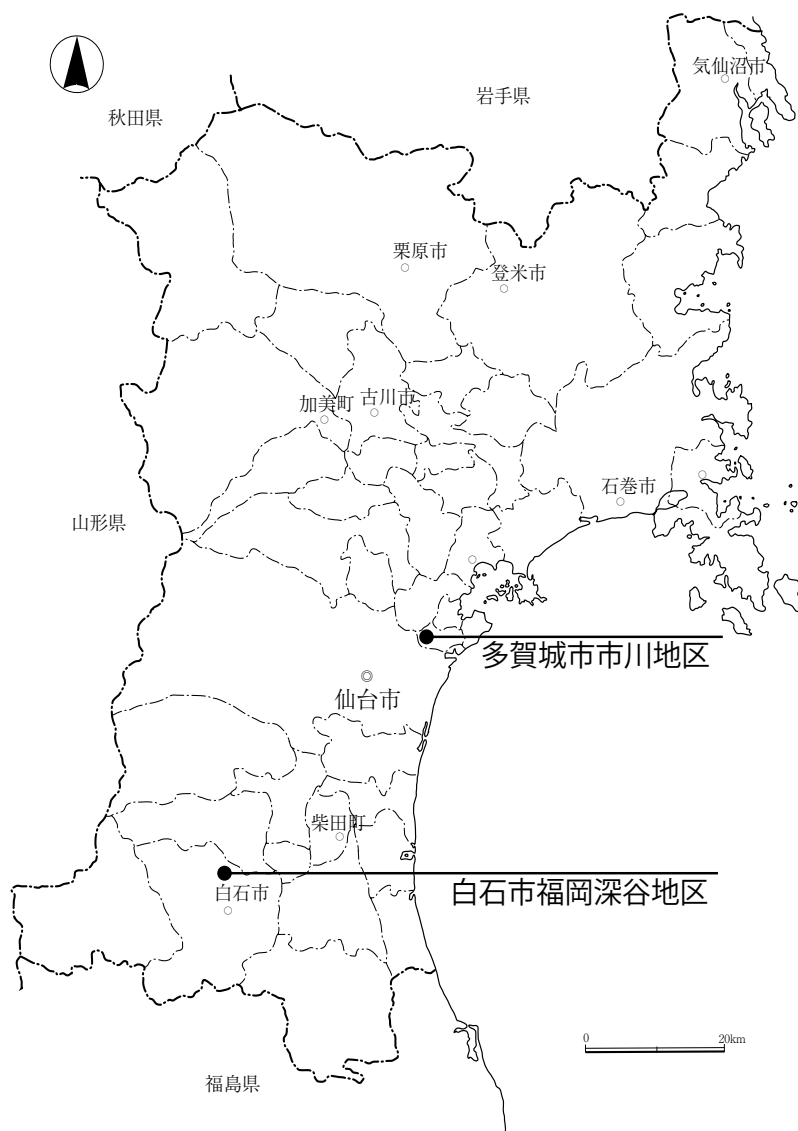 気仙沼市
岩手県
秋田県
栗原市
登米市
加美町
古川市
石巻市
山形県
多賀城市市川地区
仙台市
柴田町
白石市福岡深谷地区
白石市
0
20km
福島県